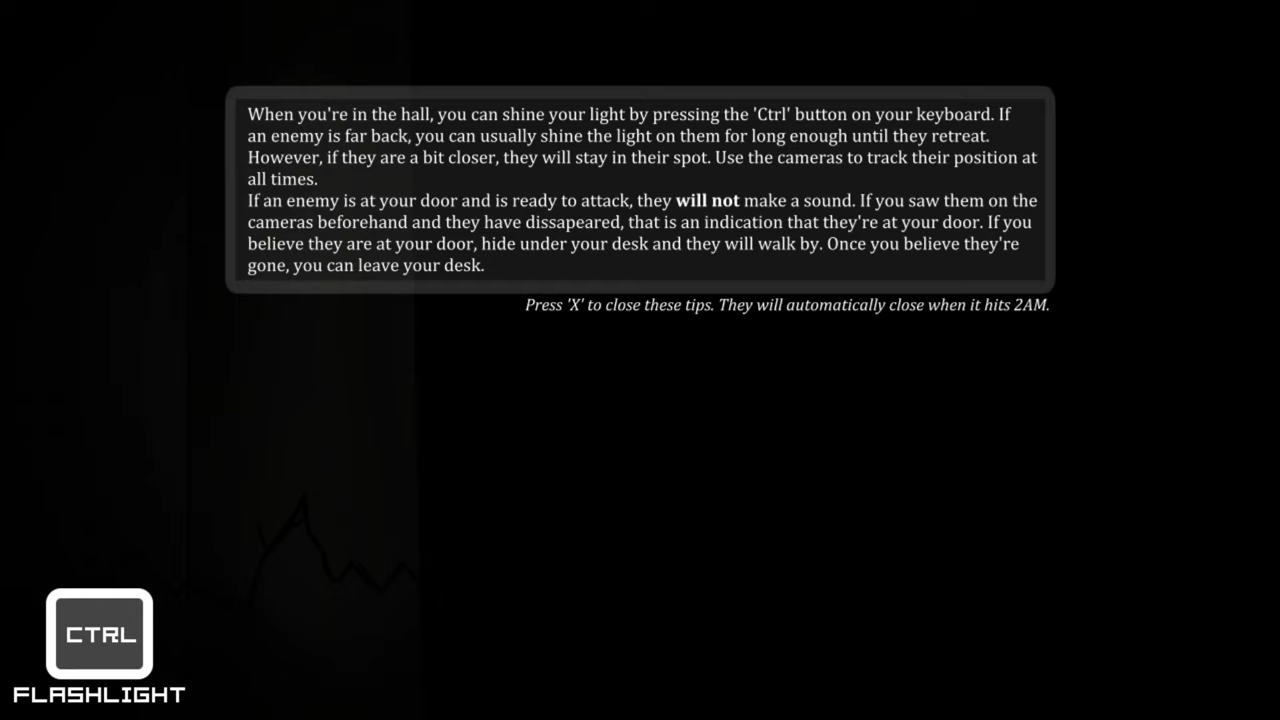 When you're in the hall, you can shine your light by pressing the 'Ctrl' button on your keyboard. If
an enemy is far back, you can usually shine the light on them for long enough until they retreat.
However, if they are a bit closer, they will stay in their spot. Use the cameras to track their position at
all times.
If an enemy is at your door and is ready to attack, they will not make a sound. If you saw them on the
cameras beforehand and they have dissapeared, that is an indication that they're at your door. If you
believe they are at your door, hide under your desk and they will walk by. Once you believe they're
gone, you can leave your desk.
Press 'X' to close these tips. They will automatically close when it hits 2AM.
CTRL
FLASHLIGHT